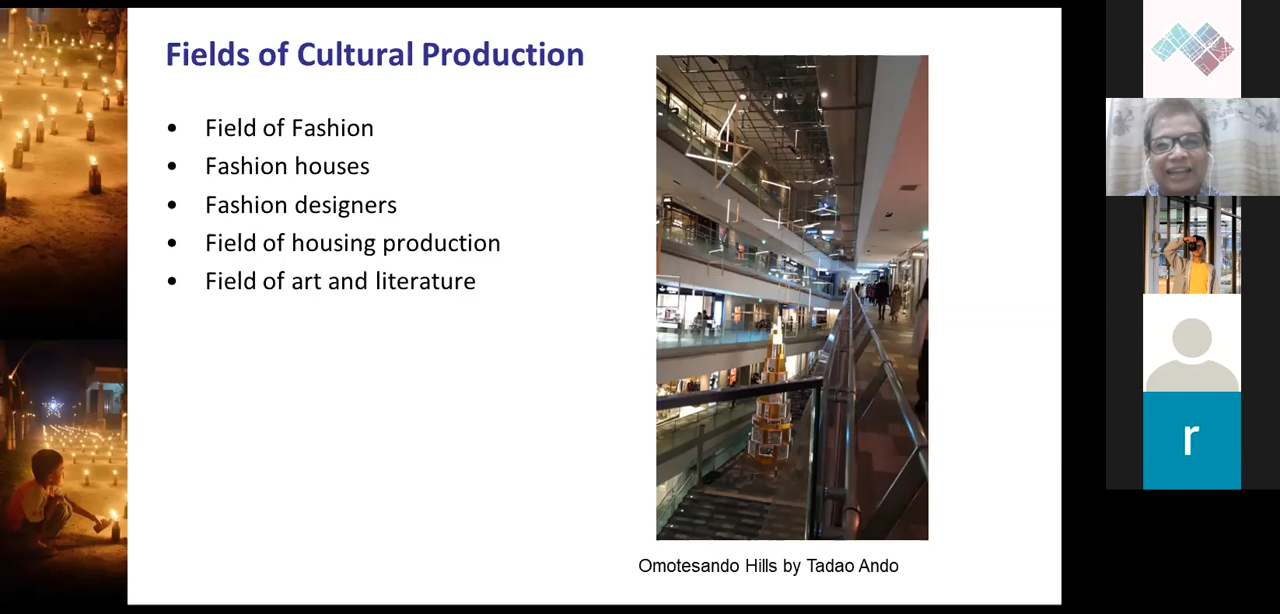 Fields of Cultural Production
• Field of Fashion
• Fashion houses
• Fashion designers
• Field of housing production
• Field of art and literature
Omotesando Hills by Tadao Ando
r